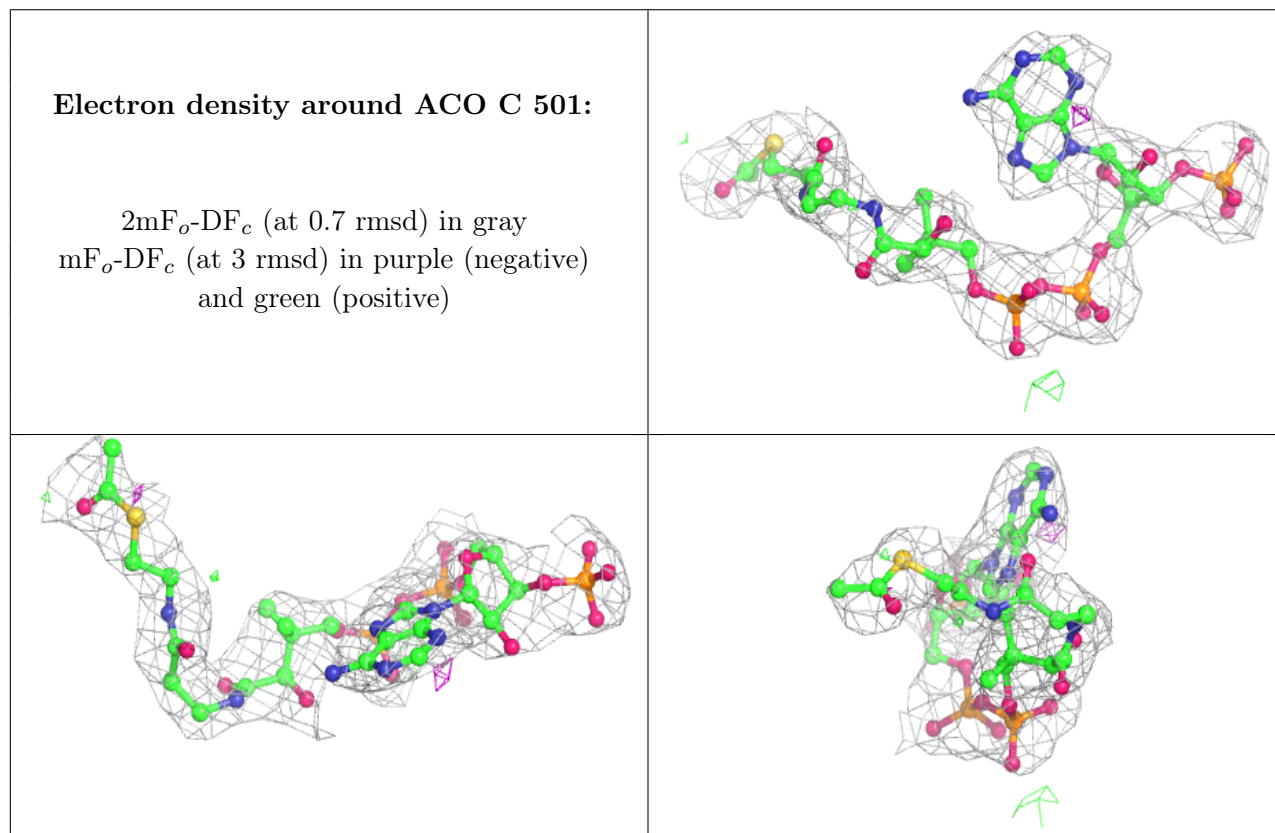 Electron density around ACO C 501:
2mFo-DFc (at 0.7 rmsd) in gray
mFo-DFc (at 3 rmsd) in purple (negative)
and green (positive)